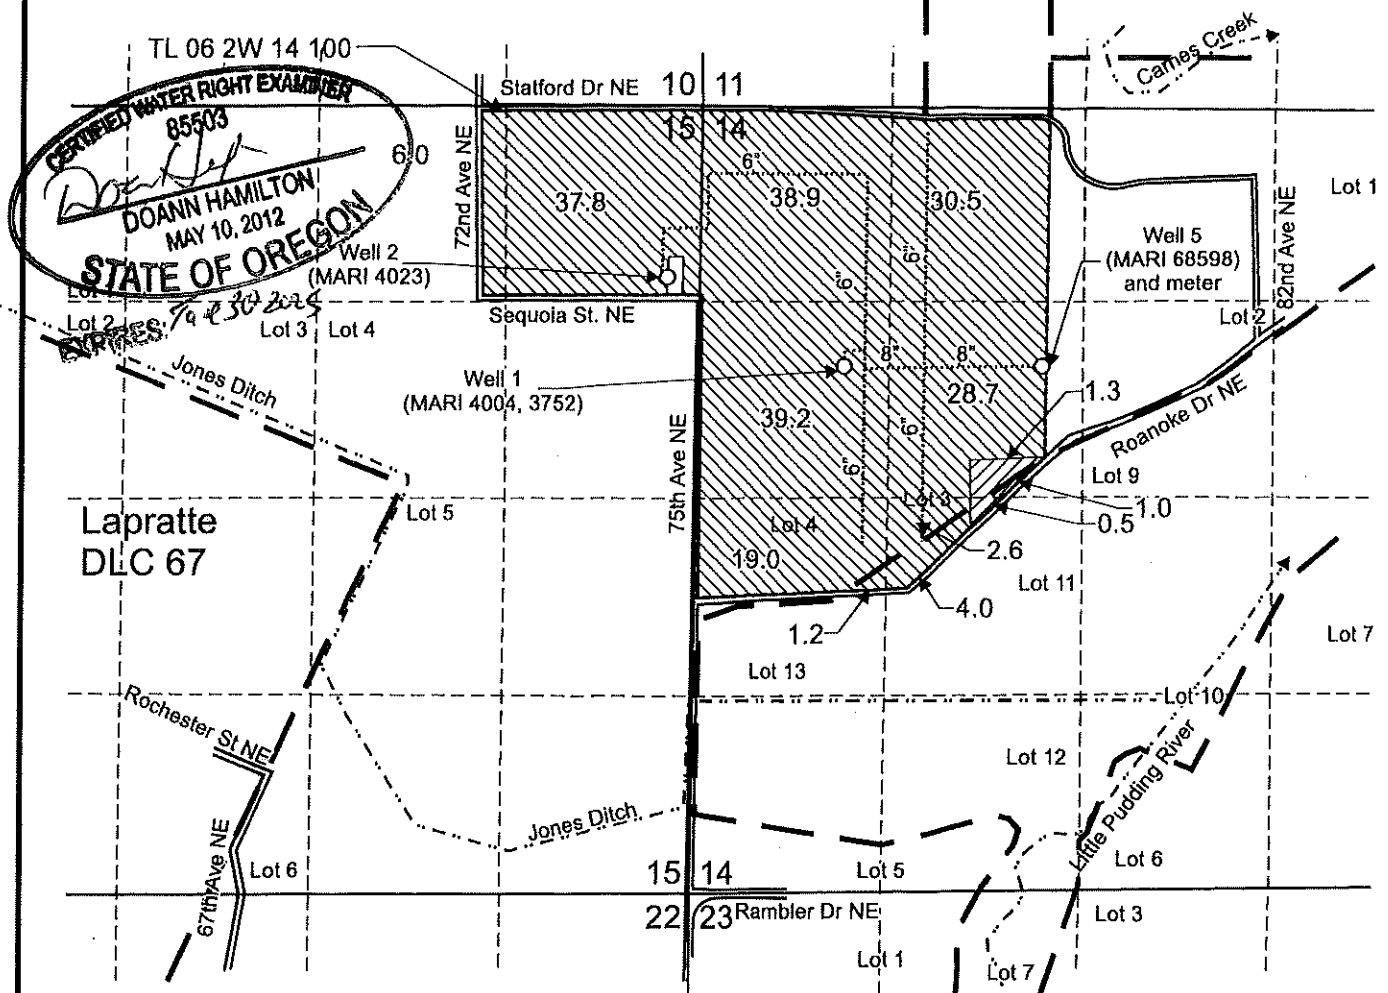 TL 06 2W 14 100
Carnes Creek
Statford Dr NE
10 11
15 14
CERTIFIED WATER RIGHT EXAMINER
85503
DOANN HAMILTON
MAY 10, 2012
STATE OF OREGON
EXPIRES:
6.0
72nd Ave NE
37.8
6"
38.9
30.5
Lot 1
82nd Ave NE
Well 2
(MARI 4023)
Well 5
(MARI 68598)
and meter
6"
6"
Lot 1
Lot 2
Lot 3
Lot 4
Sequoia St. NE
Lot 2
Jones Ditch
8"
8"
Well 1
(MARI 4004, 3752)
28.7
1.3
39.2
6"
6"
Roanoke Dr NE
75th Ave NE
Lot 9
Lapratte
DLC 67
Lot 5
Lot 3
Lot 4
1.0
0.5
2.6
19.0
Lot 11
4.0
1.2
Lot 7
Lot 13
Lot 10
Rochester St NE
Lot 12
Little Pudding River
Jones Ditch
67th Ave NE
Lot 6
15 14
22 23
Lot 5
Lot 6
Rambler Dr NE
Lot 3
Lot 1
Lot 7